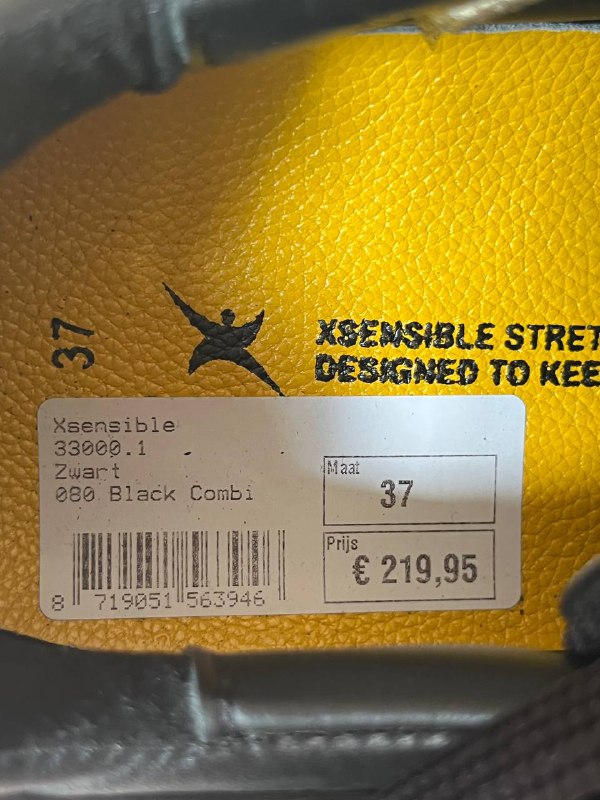 37
XSENSIBLE STRET
DESIGNED TO KEE
Xsensible
33000.1
Zwart
080 Black Combi
Maat
37
Prijs
€ 219,95
8 719051 563946